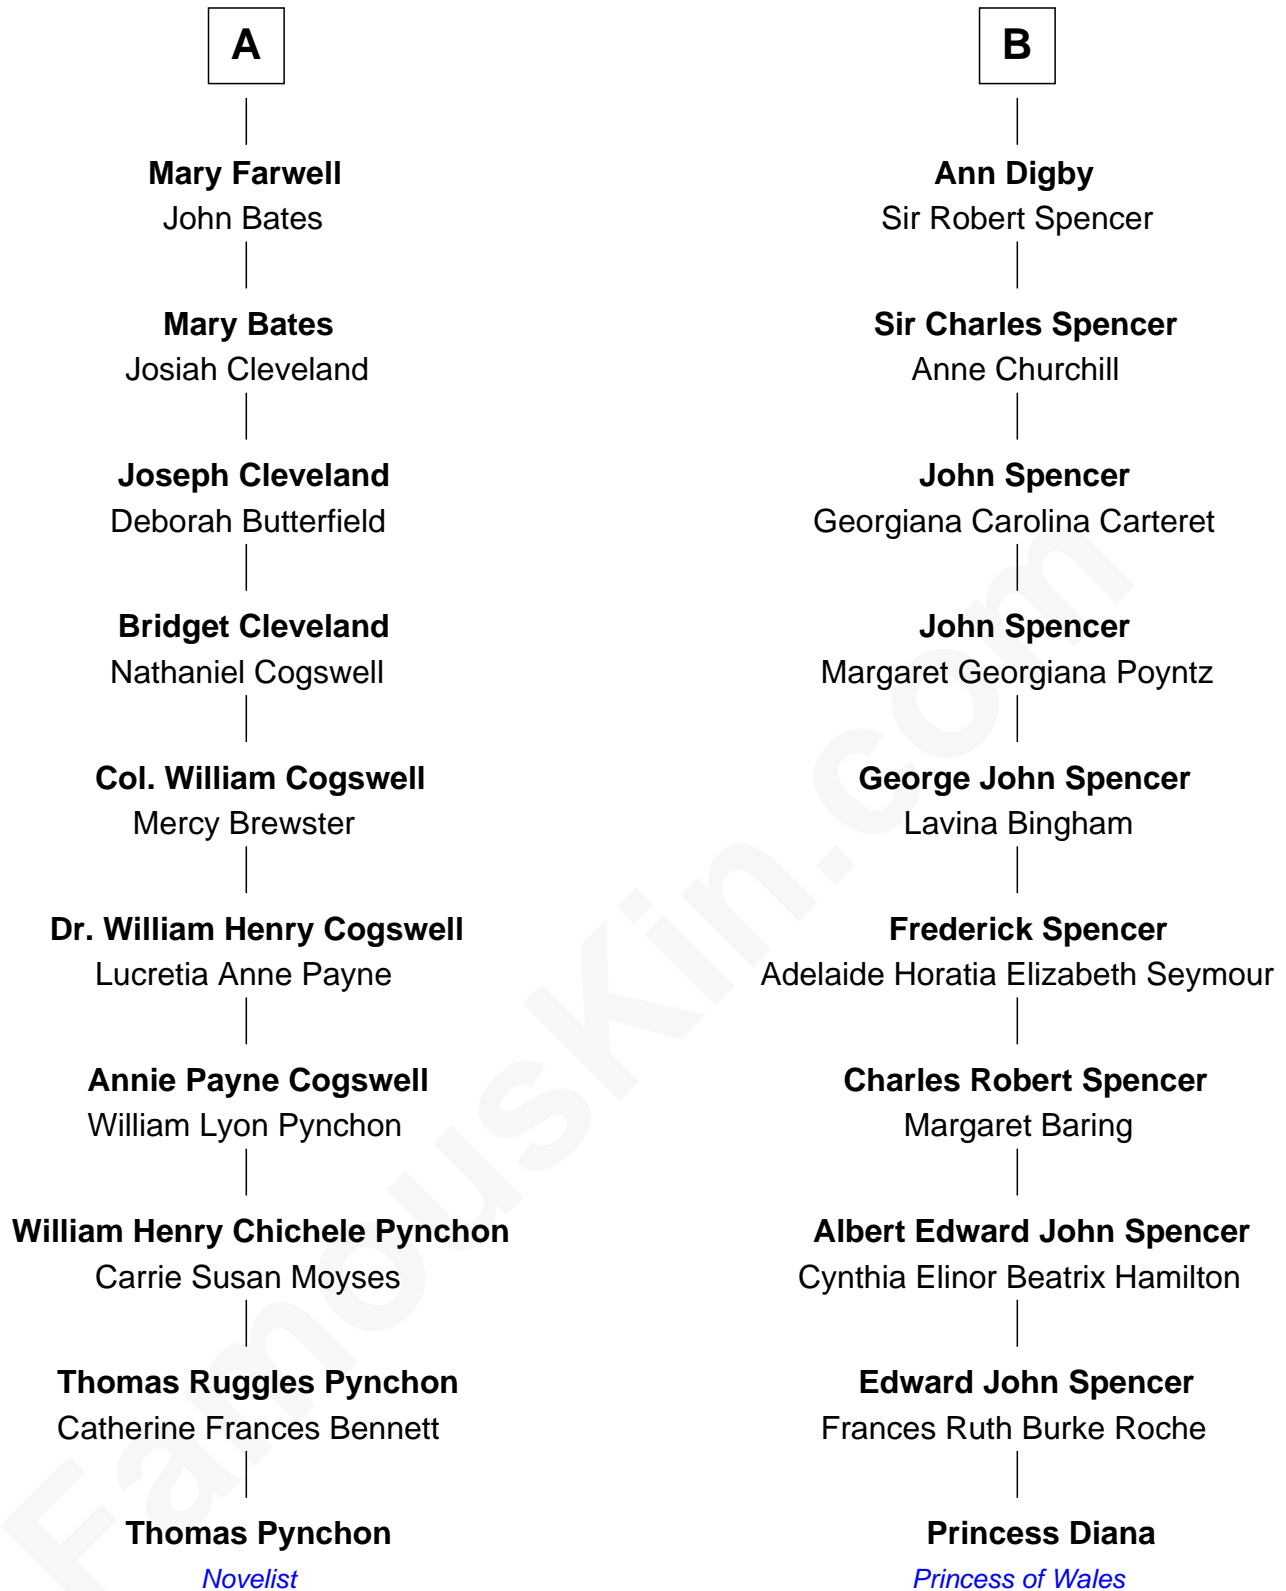 A
Mary Farwell
John Bates
Mary Bates
Josiah Cleveland
Joseph Cleveland
Deborah Butterfield
Bridget Cleveland
Nathaniel Cogswell
Col. William Cogswell
Mercy Brewster
Dr. William Henry Cogswell
Lucretia Anne Payne
Annie Payne Cogswell
William Lyon Pynchon
William Henry Chichele Pynchon
Carrie Susan Moyses
Thomas Ruggles Pynchon
Catherine Frances Bennett
Thomas Pynchon
Novelist
B
Ann Digby
Sir Robert Spencer
Sir Charles Spencer
Anne Churchill
John Spencer
Georgiana Carolina Carteret
John Spencer
Margaret Georgiana Poyntz
George John Spencer
Lavina Bingham
Frederick Spencer
Adelaide Horatia Elizabeth Seymour
Charles Robert Spencer
Margaret Baring
Albert Edward John Spencer
Cynthia Elinor Beatrix Hamilton
Edward John Spencer
Frances Ruth Burke Roche
Princess Diana
Princess of Wales
FamousKin.com